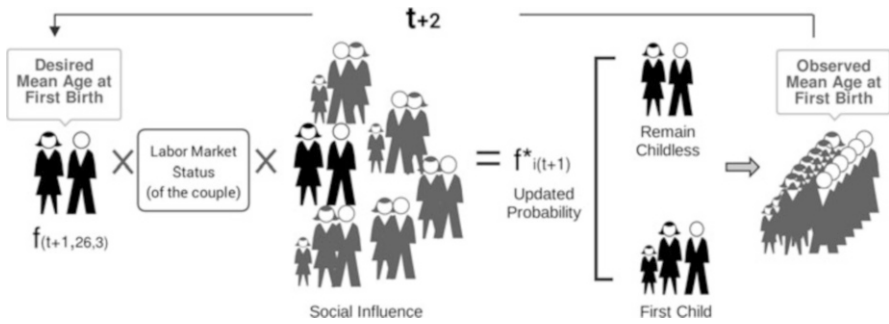 t+2
Desired
Mean Age at
First Birth
Observed
Mean Age at
First Birth
Labor Market
Status
(of the couple)
=
f*i(t+1)
Updated
Probability
Remain
Childless
f(t+1,26,3)
Social Influence
First Child